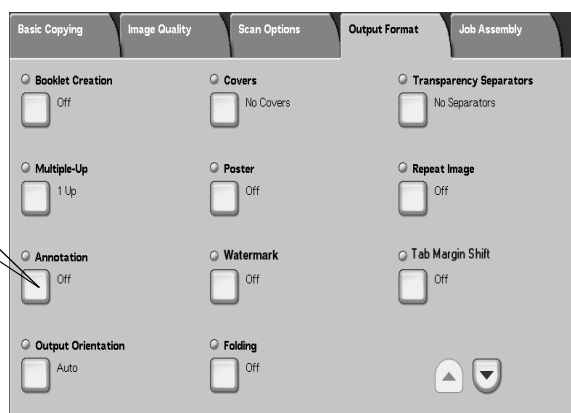 Basic Copying
Image Quality
Scan Options
Output Format
Job Assembly
Booklet Creation
Off
Covers
No Covers
Transparency Separators
No Separators
Multiple-Up
1 Up
Poster
Off
Repeat Image
Off
Annotation
Off
Watermark
Off
Tab Margin Shift
Off
Output Orientation
Auto
Folding
Off